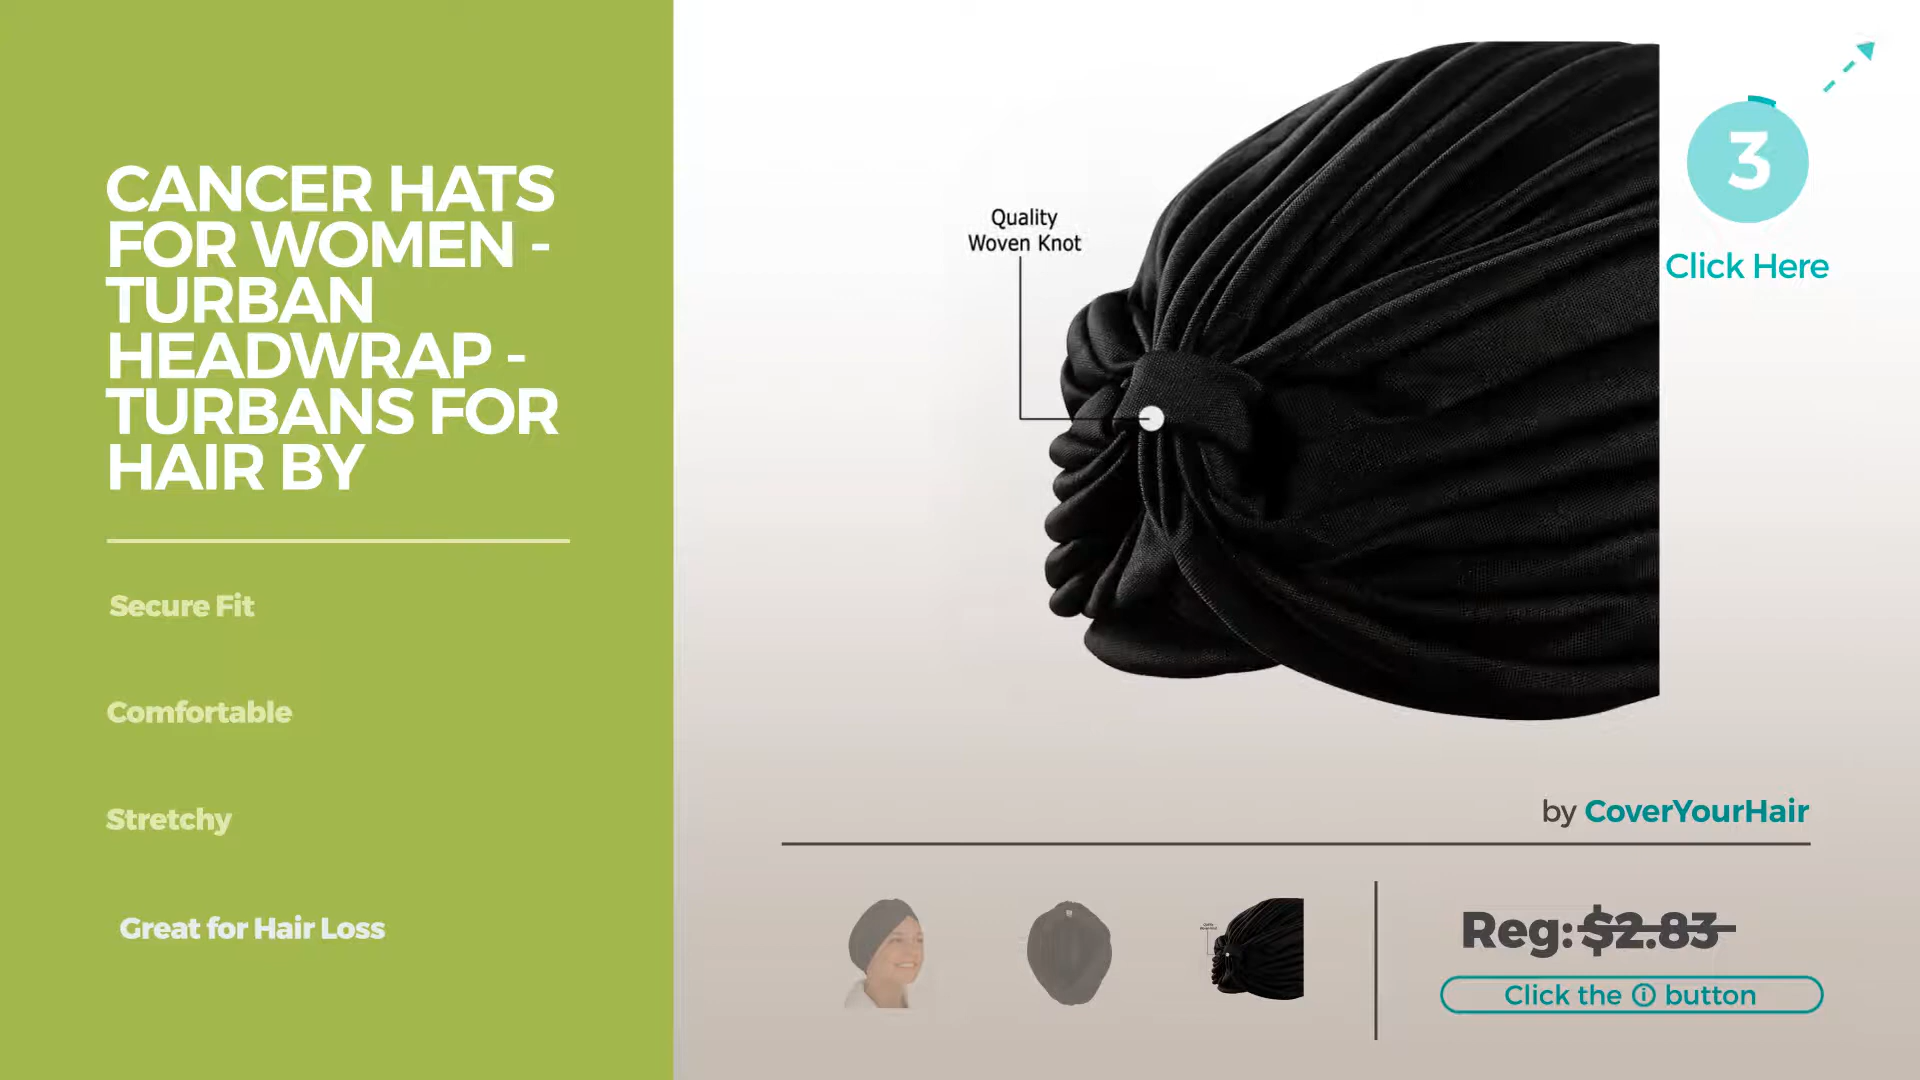 CANCER HATS
FOR WOMEN -
TURBAN
HEADWRAP -
TURBANS FOR
HAIR BY
Secure Fit
Comfortable
Stretchy
Great for Hair Loss
Quality
Woven Knot
3
Click Here
by CoverYourHair
Reg: $2.83
Click the ⓘ button